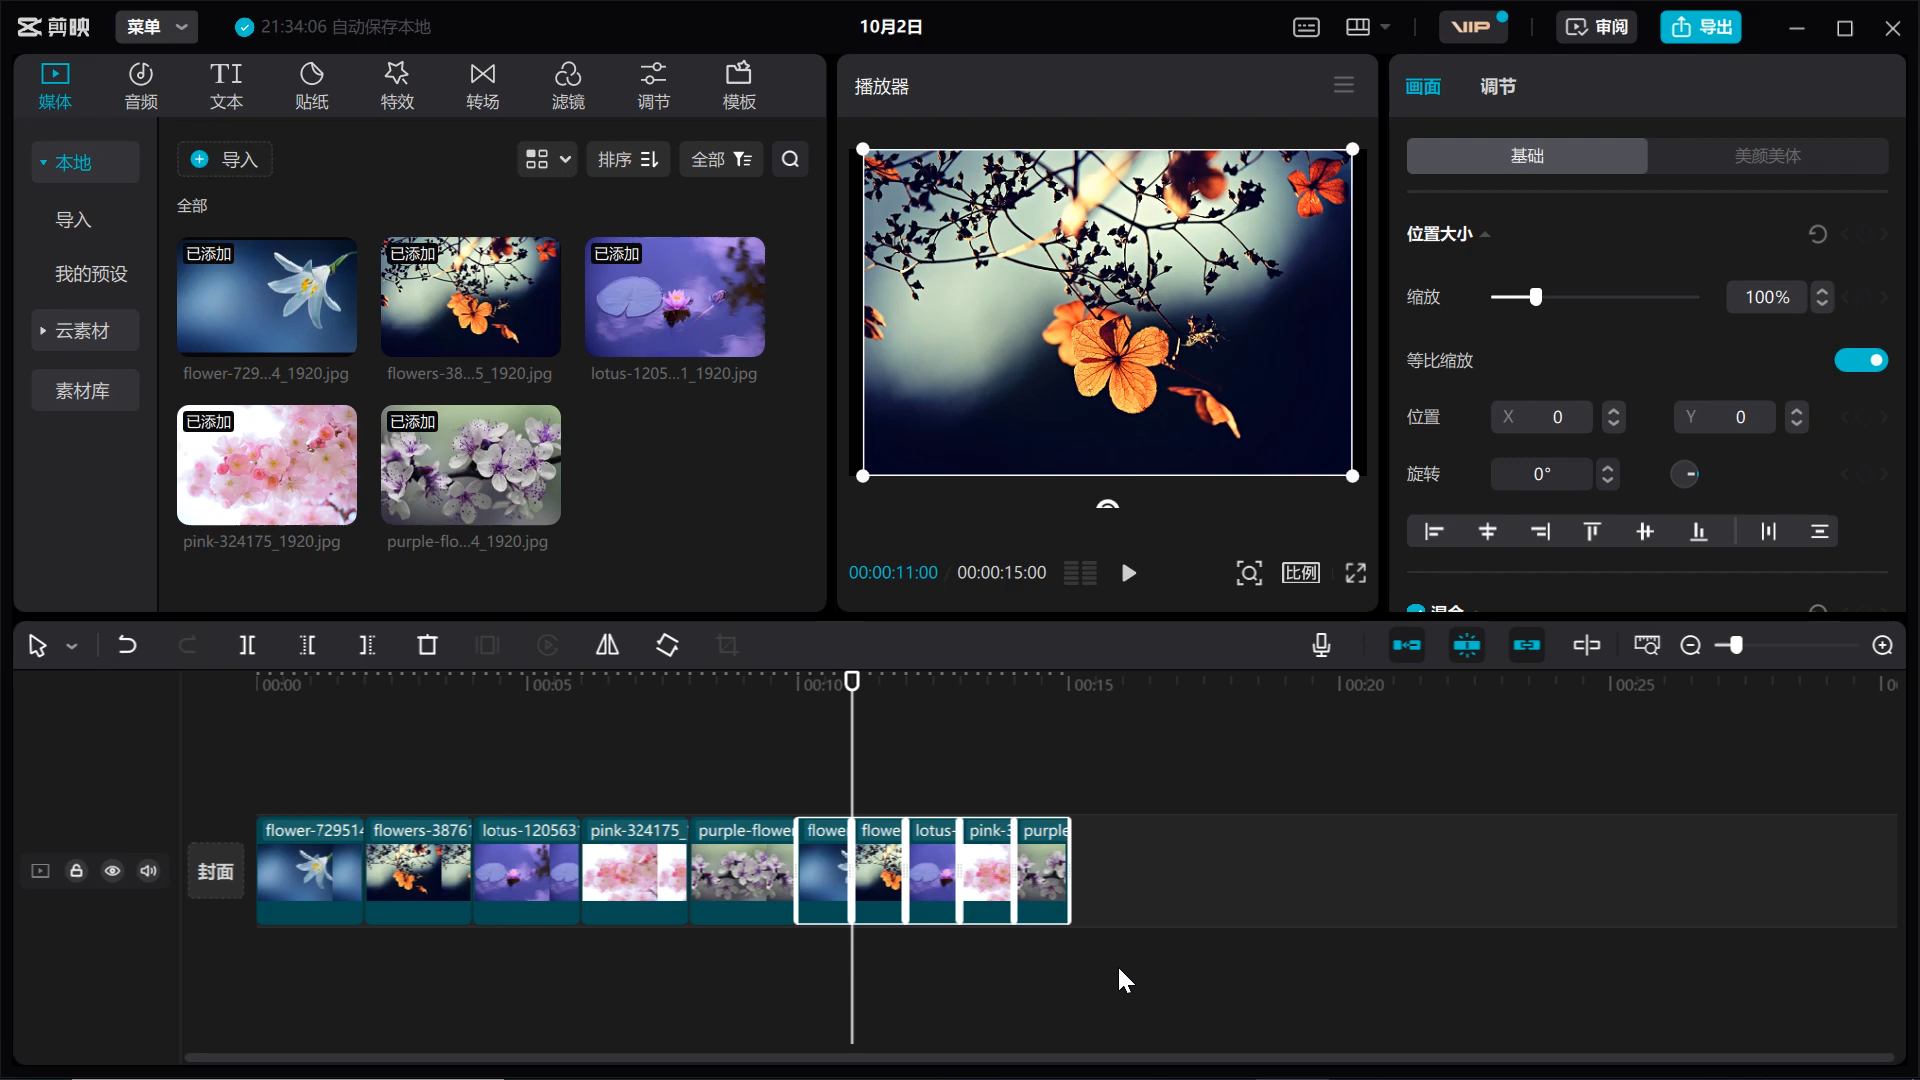 剪映
菜单
21:34:06 自动保存本地
10月2日
VIP
审阅
导出
媒体
音频
文本
贴纸
特效
转场
滤镜
调节
模板
本地
导入
我的预设
云素材
素材库
导入
排序
全部
全部
已添加
已添加
已添加
flower-729...4_1920.jpg
flowers-38...5_1920.jpg
lotus-1205...1_1920.jpg
已添加
已添加
pink-324175_1920.jpg
purple-flo...4_1920.jpg
播放器
00:00:11:00
00:00:15:00
比例
画面
调节
基础
美颜美体
位置大小
缩放
100%
等比缩放
位置
X 0
Y 0
旋转
0°
混合
00:00
00:05
00:10
00:15
00:20
00:25
封面
flower-72951
flowers-3876
lotus-120563
pink-324175_
purple-flowe
flowe
flowe
lotus-
pink-3
purple